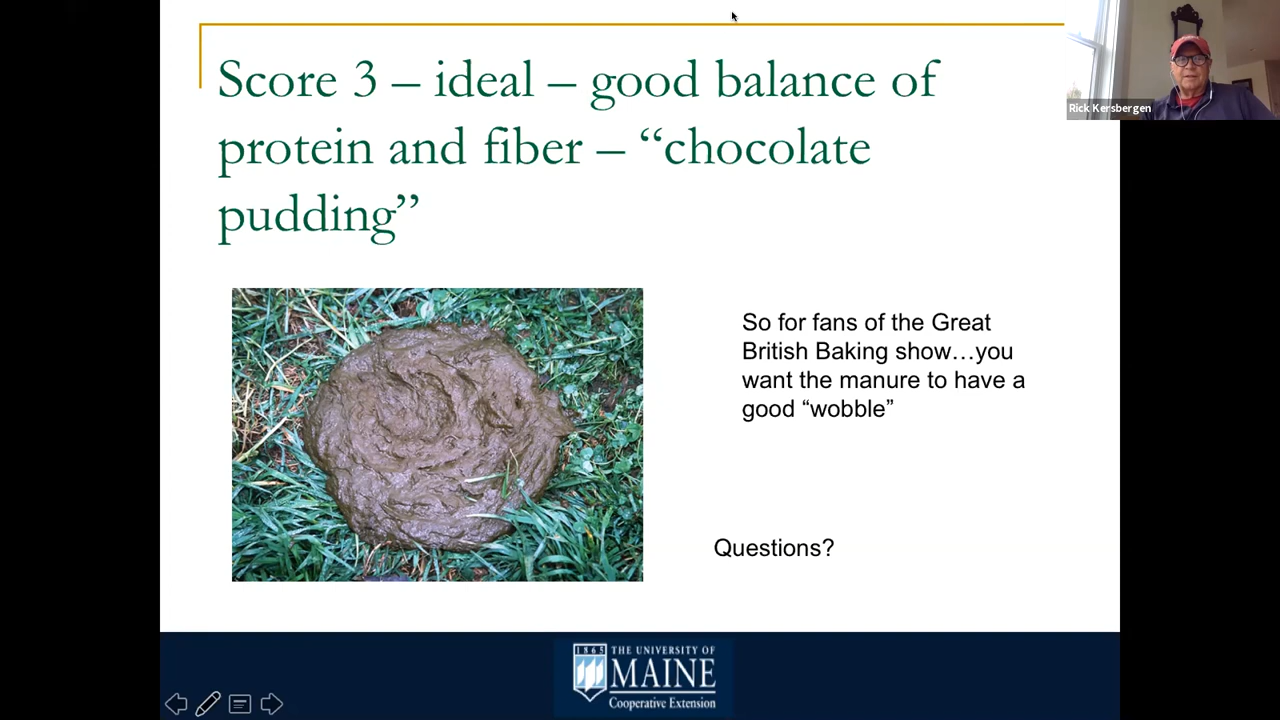 Score 3 – ideal – good balance of
protein and fiber – “chocolate
pudding”
Rick Kersbergen
So for fans of the Great
British Baking show…you
want the manure to have a
good “wobble”
Questions?
1865
THE UNIVERSITY OF
MAINE
Cooperative Extension